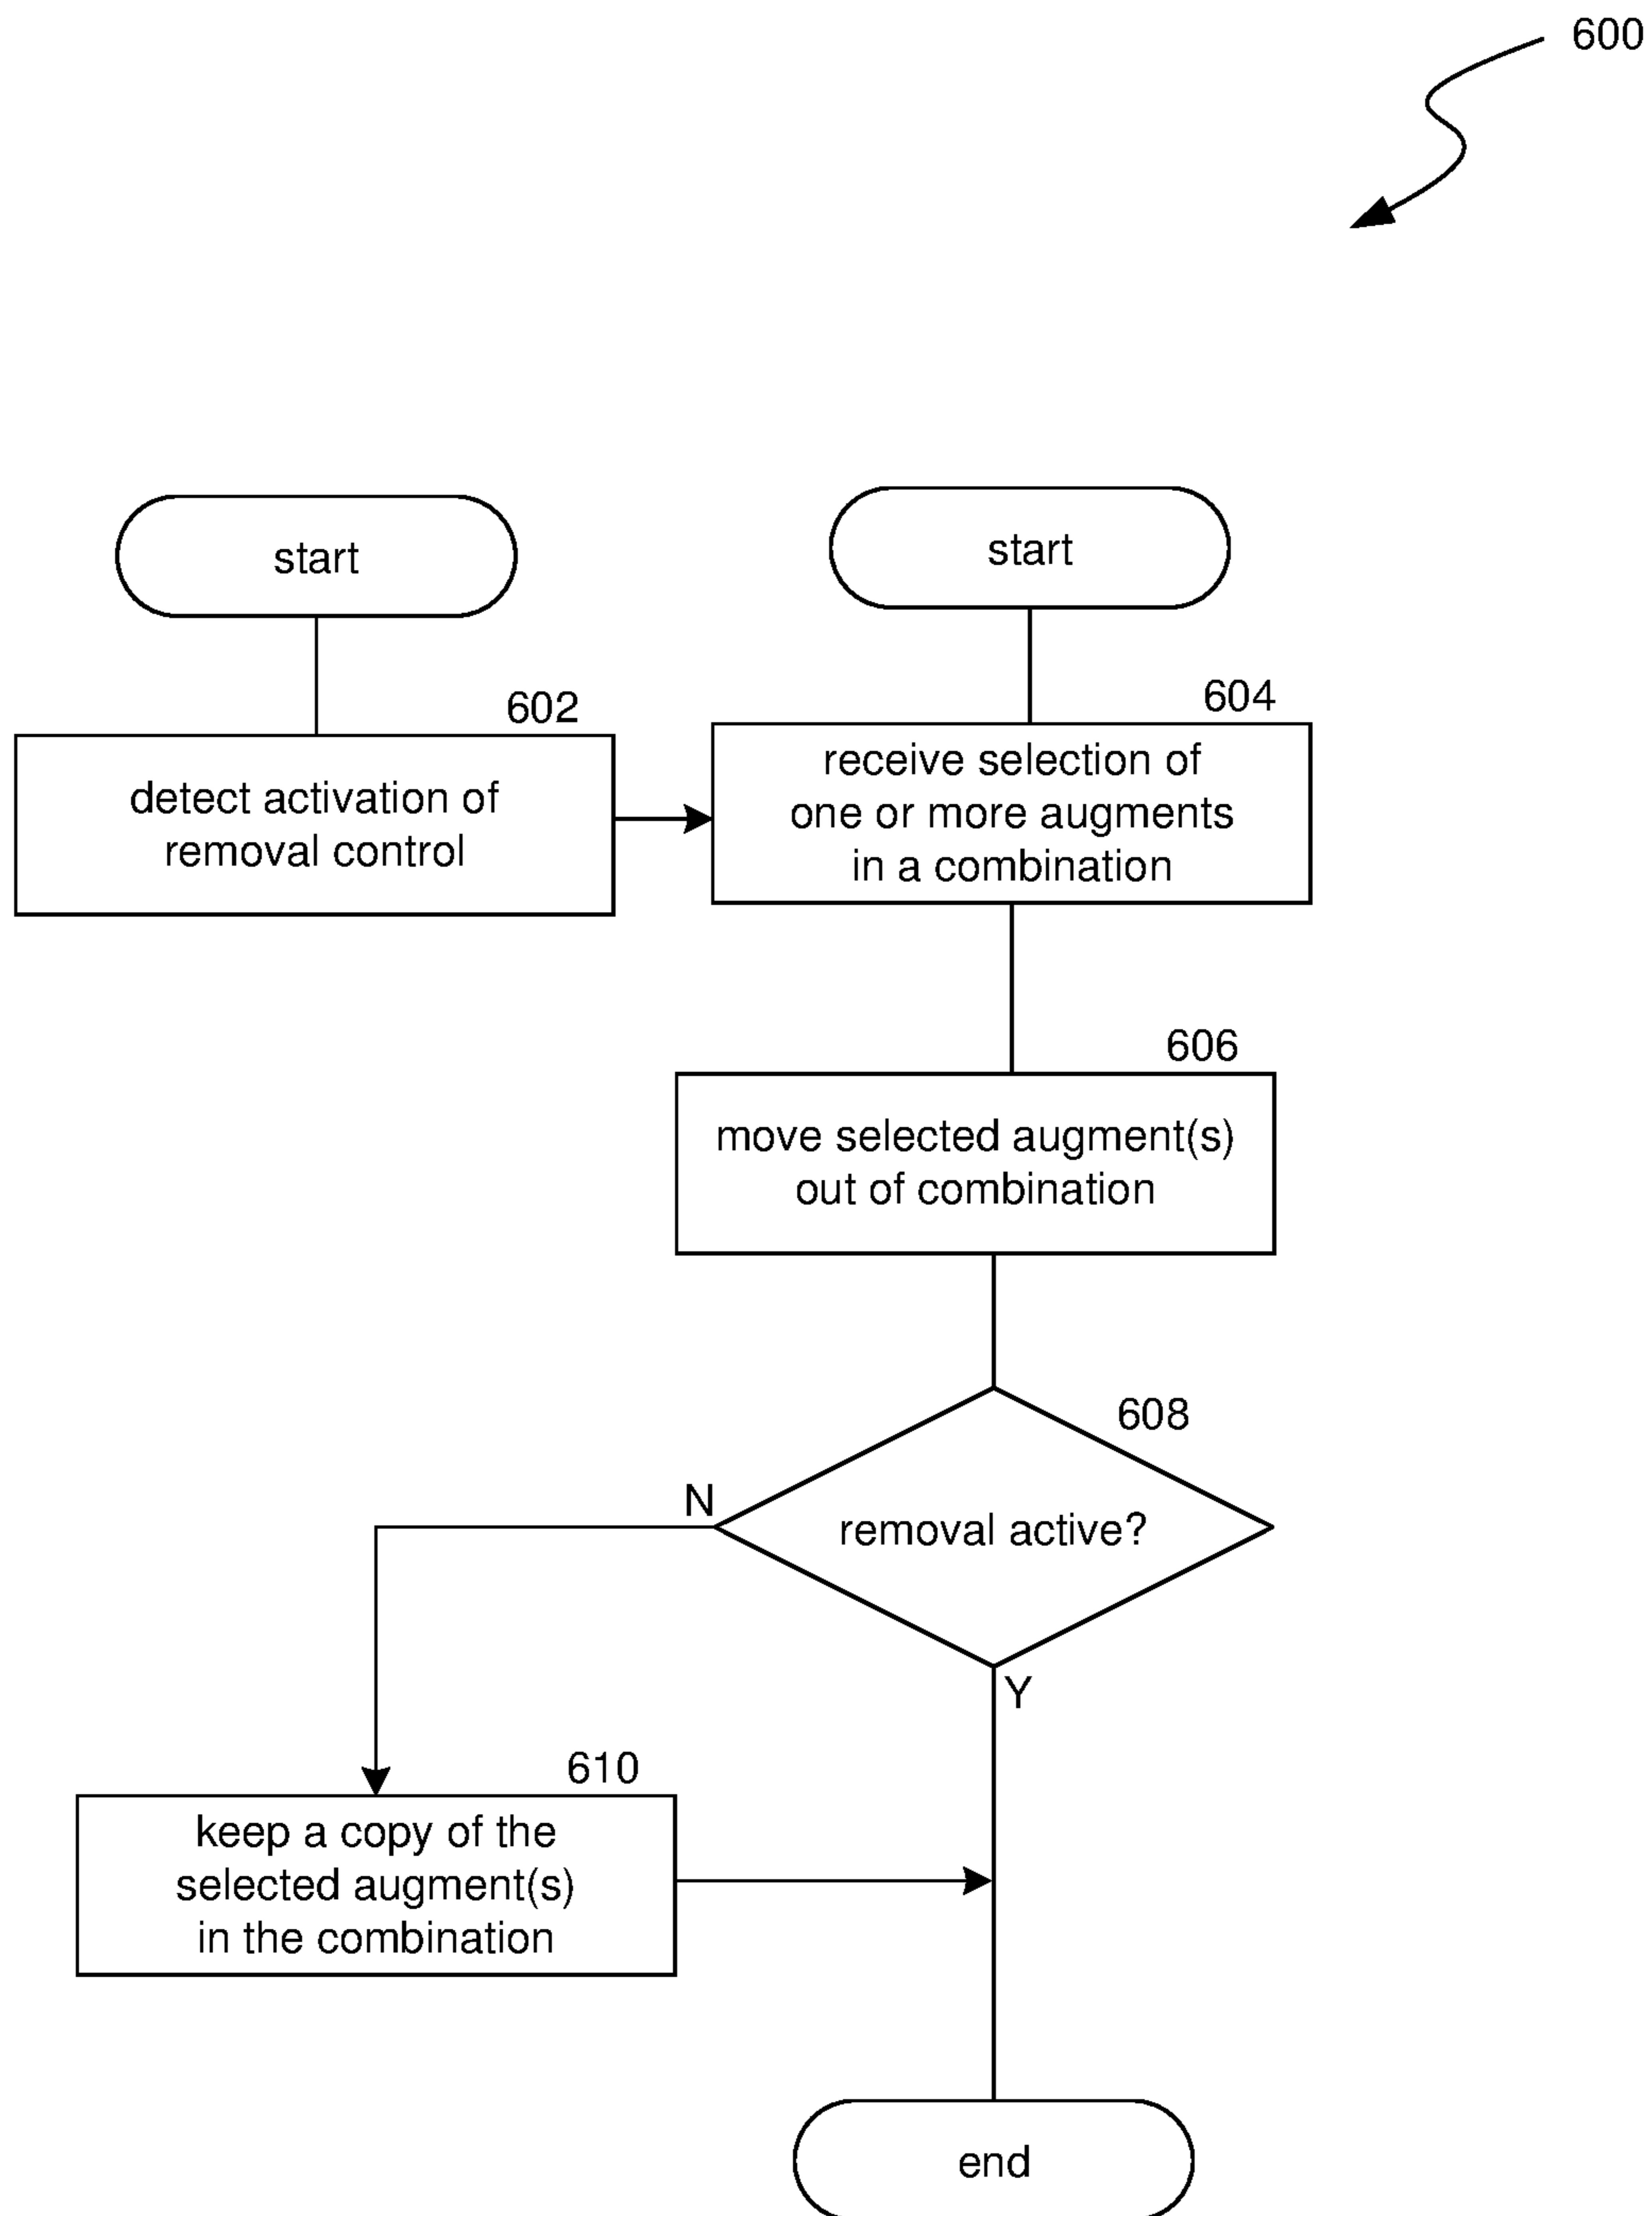 600
start
start
602
604
detect activation of
removal control
receive selection of
one or more augments
in a combination
606
move selected augment(s)
out of combination
608
N
removal active?
Y
610
keep a copy of the
selected augment(s)
in the combination
end